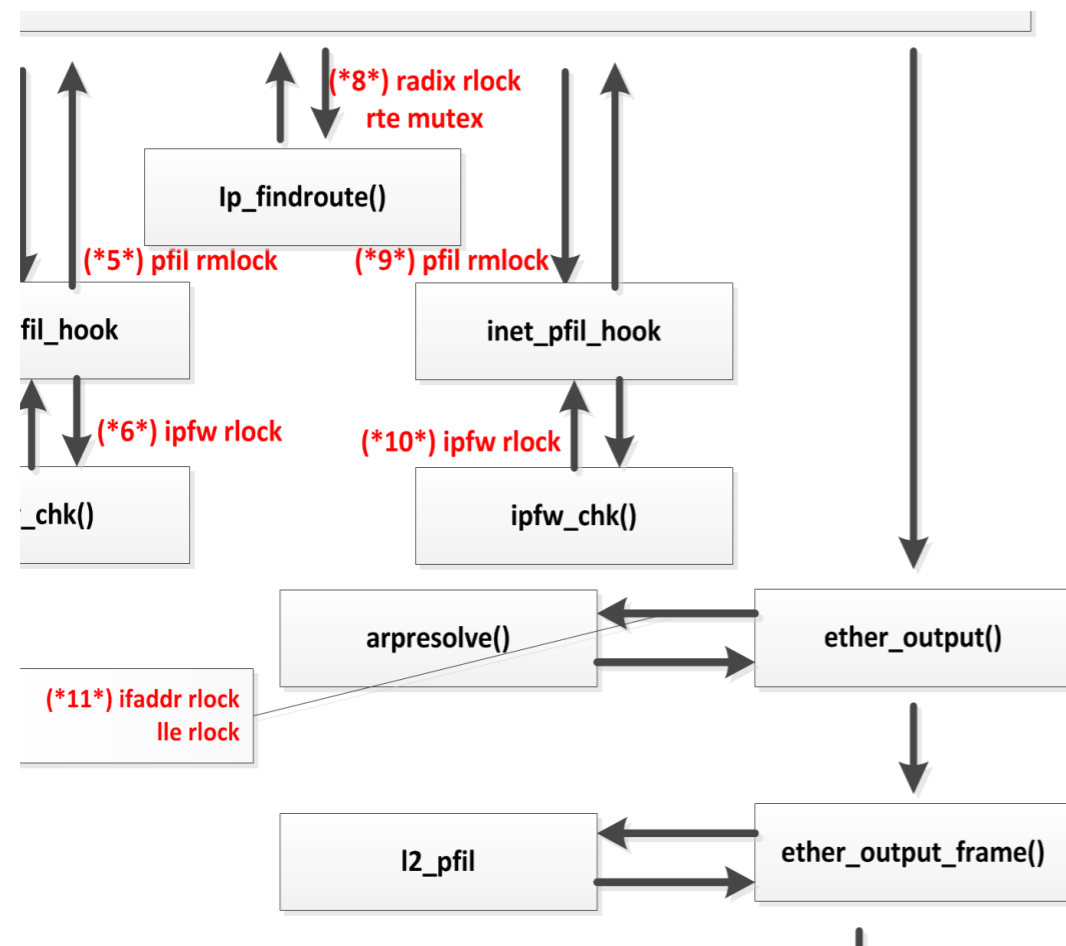 (*8*) radix rlock
rte mutex
Ip_findroute()
(*5*) pfil rmlock
(*9*) pfil rmlock
fil_hook
inet_pfil_hook
(*6*) ipfw rlock
(*10*) ipfw rlock
_chk()
ipfw_chk()
arpresolve()
ether_output()
(*11*) ifaddr rlock
lle rlock
l2_pfil
ether_output_frame()